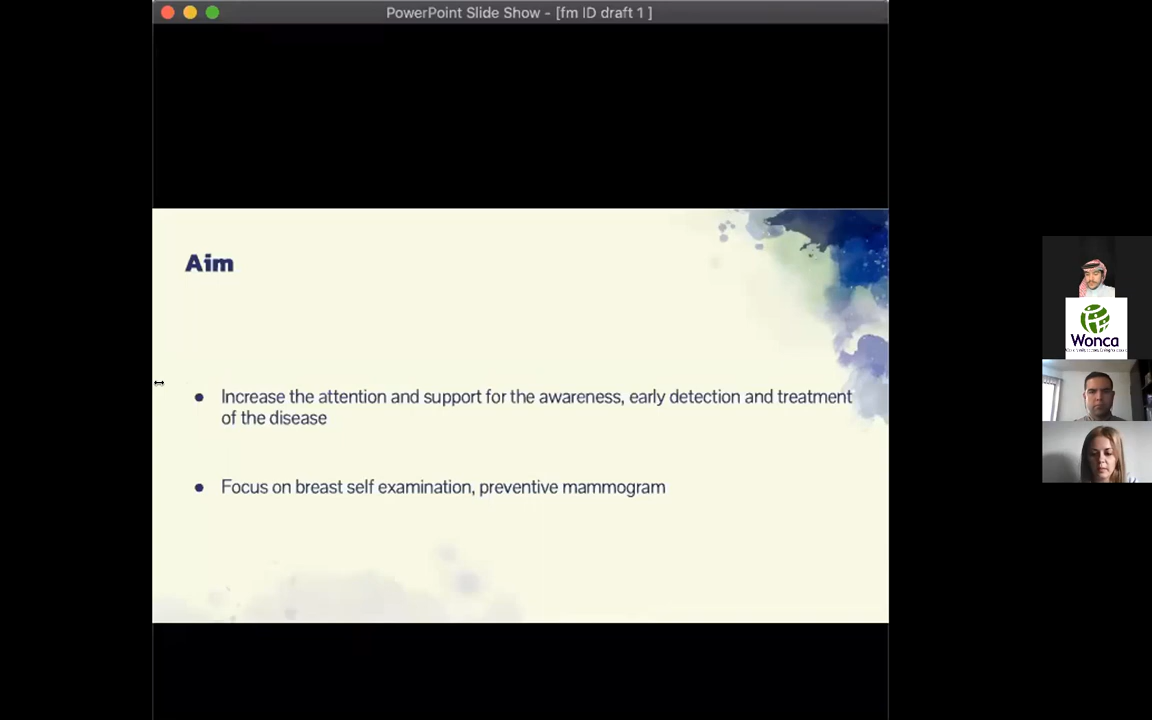 PowerPoint Slide Show - [fm ID draft 1 ]
Aim
● Increase the attention and support for the awareness, early detection and treatment
of the disease
● Focus on breast self examination, preventive mammogram
Wonca